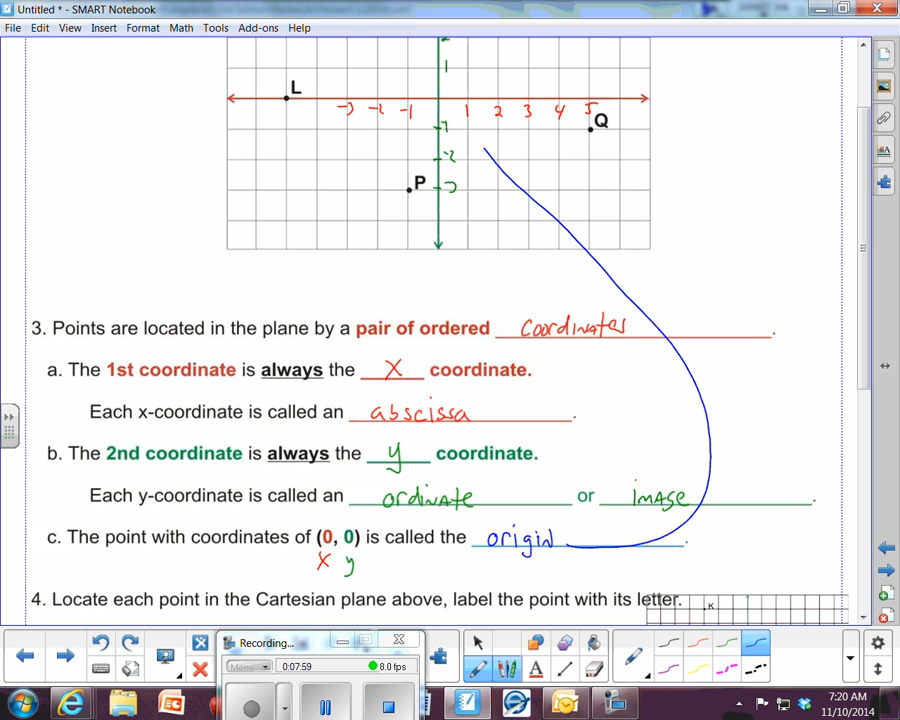 Untitled * - SMART Notebook
File Edit View Insert Format Math Tools Add-ons Help
1
L
-3 -2 -1 1 2 3 4 5
Q
-1
-2
P
-3
3. Points are located in the plane by a pair of ordered coordinates.
a. The 1st coordinate is always the x coordinate.
Each x-coordinate is called an abscissa.
b. The 2nd coordinate is always the y coordinate.
Each y-coordinate is called an ordinate or image.
c. The point with coordinates of (0, 0) is called the origin.
x y
4. Locate each point in the Cartesian plane above, label the point with its letter.
K
Recording...
Menu 0:07:59 8.0 fps
7:20 AM
11/10/2014